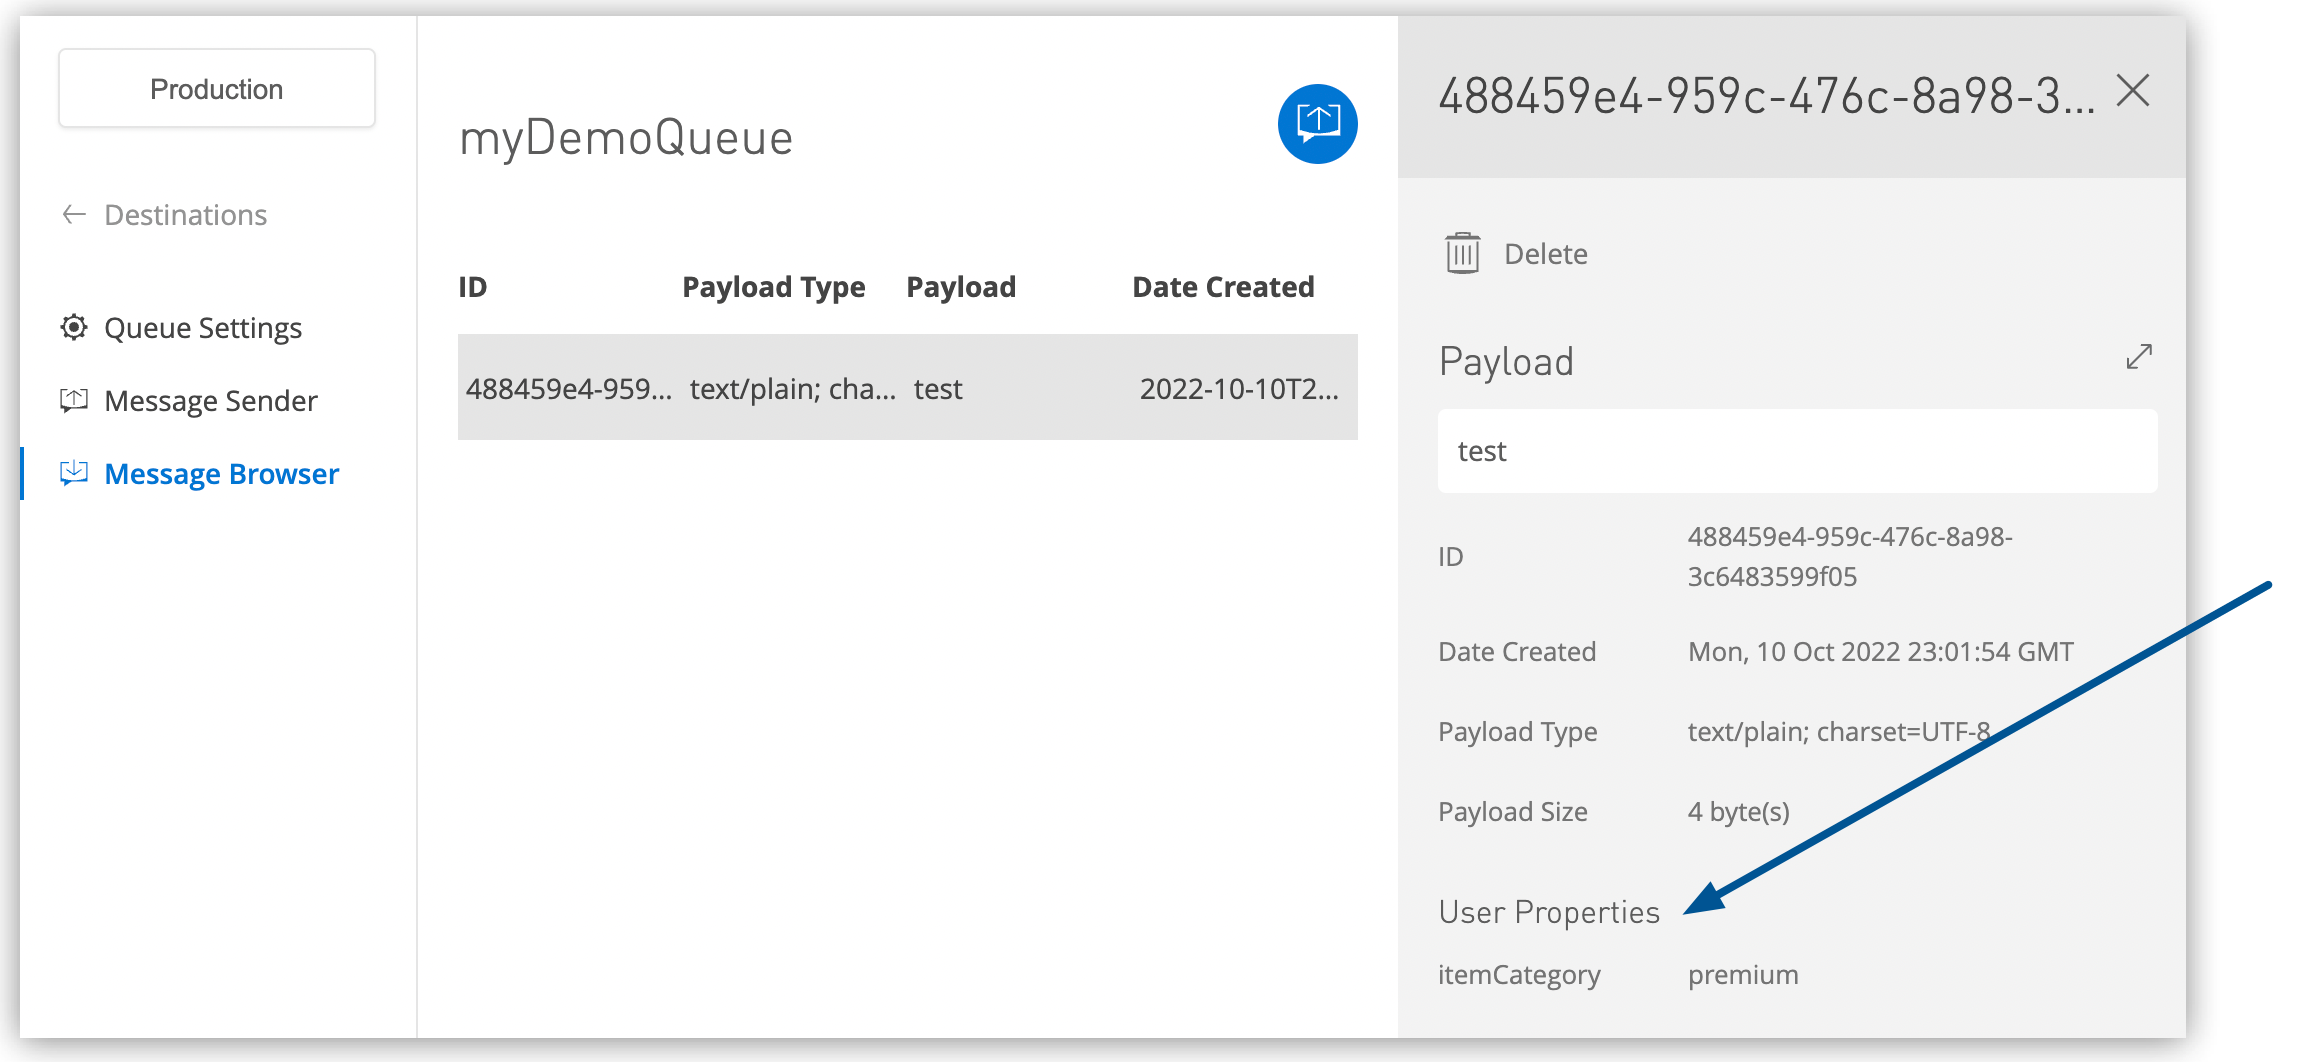 Production
Destinations
Queue Settings
Message Sender
Message Browser
myDemoQueue
ID Payload Type Payload Date Created
488459e4-959... text/plain; cha... test 2022-10-10T2...
488459e4-959c-476c-8a98-3...
Delete
Payload
test
ID 488459e4-959c-476c-8a98-
3c6483599f05
Date Created Mon, 10 Oct 2022 23:01:54 GMT
Payload Type text/plain; charset=UTF-8
Payload Size 4 byte(s)
User Properties
itemCategory premium